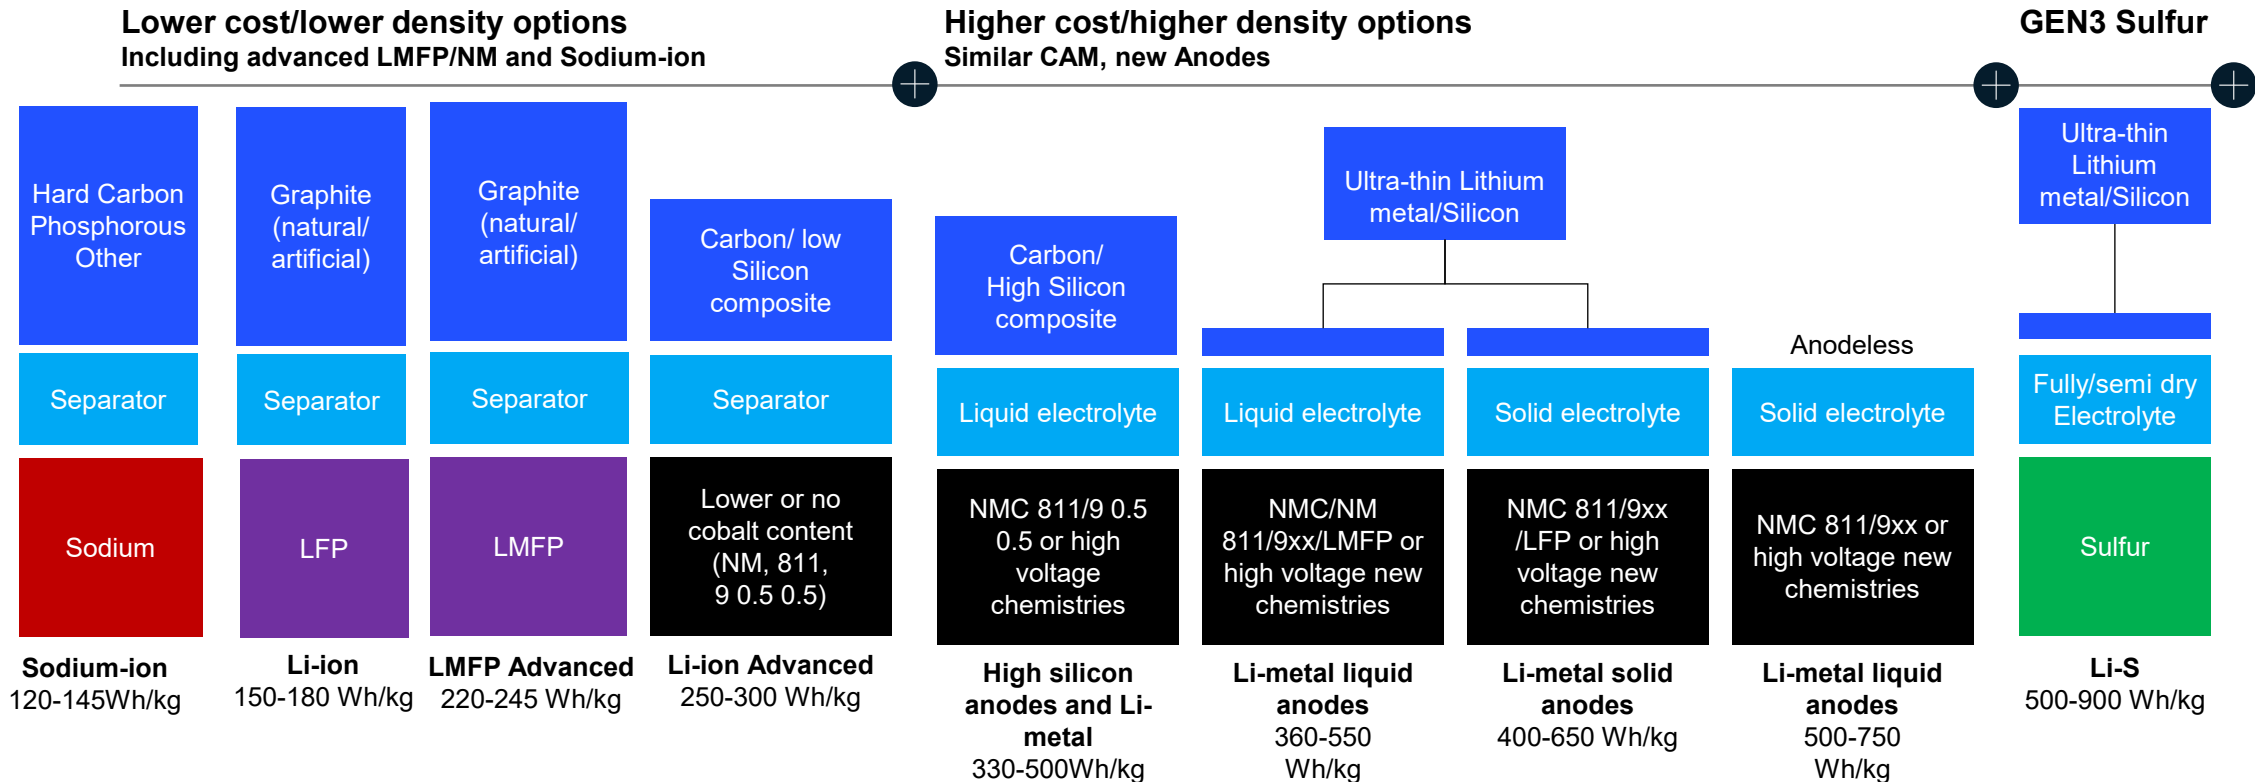 Lower cost/lower density options
Including advanced LMFP/NM and Sodium-ion
Higher cost/higher density options
Similar CAM, new Anodes
GEN3 Sulfur
Hard Carbon
Phosphorous
Other
Separator
Sodium
Sodium-ion
120-145Wh/kg
Graphite
(natural/
artificial)
Separator
LFP
Li-ion
150-180 Wh/kg
Graphite
(natural/
artificial)
Separator
LMFP
LMFP Advanced
220-245 Wh/kg
Carbon/ low
Silicon
composite
Separator
Lower or no
cobalt content
(NM, 811,
9 0.5 0.5)
Li-ion Advanced
250-300 Wh/kg
Carbon/
High Silicon
composite
Liquid electrolyte
NMC 811/9 0.5
0.5 or high
voltage
chemistries
High silicon
anodes and Li-
metal
330-500Wh/kg
Ultra-thin Lithium
metal/Silicon
Liquid electrolyte
NMC/NM
811/9xx/LMFP or
high voltage new
chemistries
Li-metal liquid
anodes
360-550
Wh/kg
Solid electrolyte
NMC 811/9xx
/LFP or high
voltage new
chemistries
Li-metal solid
anodes
400-650 Wh/kg
Anodeless
Solid electrolyte
NMC 811/9xx or
high voltage new
chemistries
Li-metal liquid
anodes
500-750
Wh/kg
Ultra-thin
Lithium
metal/Silicon
Fully/semi dry
Electrolyte
Sulfur
Li-S
500-900 Wh/kg